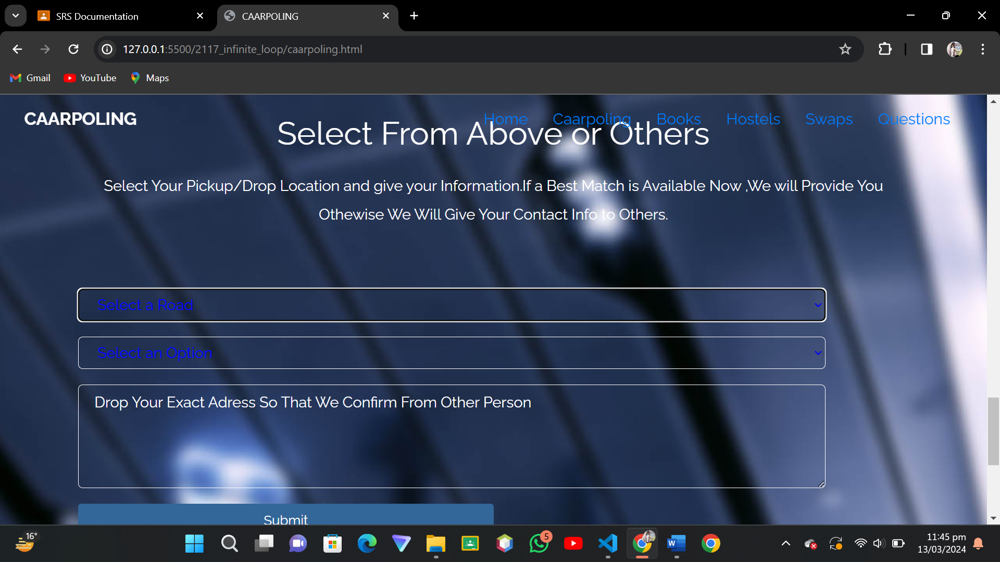 SRS Documentation
CAARPOLING
127.0.0.1:5500/2117_infinite_loop/caarpoling.html
Gmail
YouTube
Maps
CAARPOLING
Home
Caarpoling
Books
Hostels
Swaps
Questions
Select From Above or Others
Select Your Pickup/Drop Location and give your Information.If a Best Match is Available Now ,We will Provide You
Othewise We Will Give Your Contact Info to Others.
Select a Road
Select an Option
Drop Your Exact Adress So That We Confirm From Other Person
Submit
16°
5
W
11:45 pm
13/03/2024